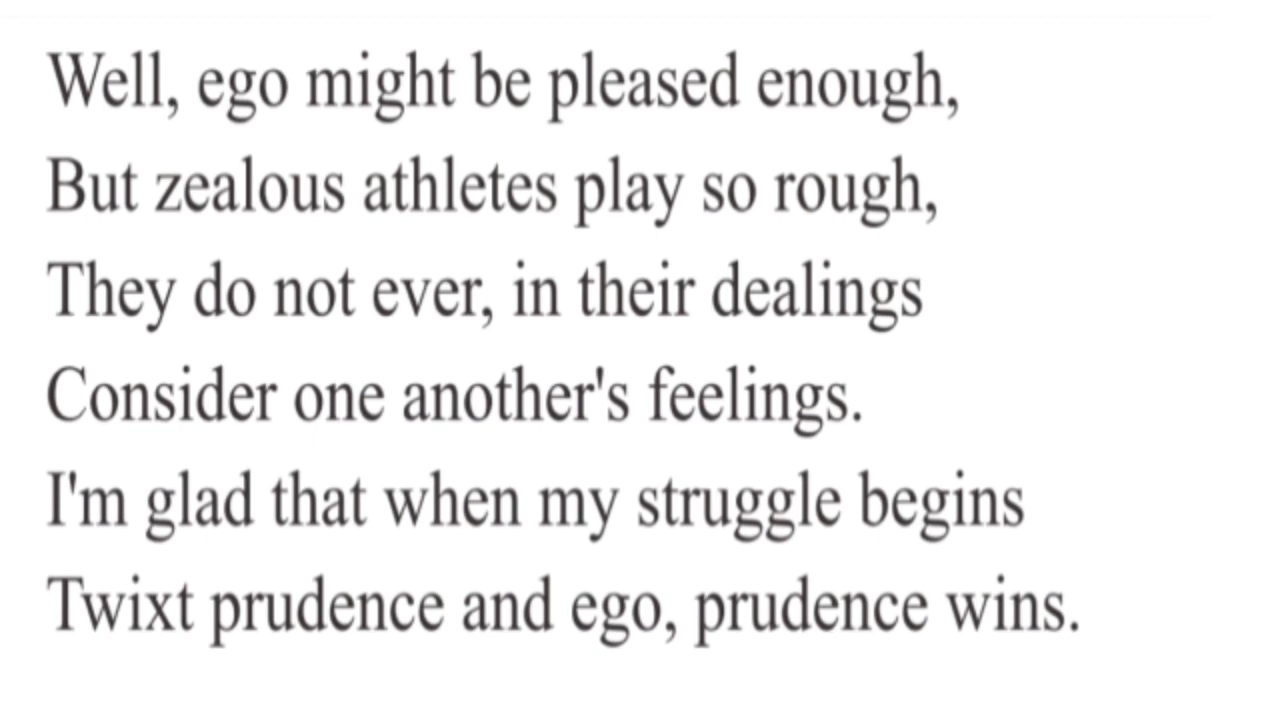 Well, ego might be pleased enough,
But zealous athletes play so rough,
They do not ever, in their dealings
Consider one another's feelings.
I'm glad that when my struggle begins
Twixt prudence and ego, prudence wins.